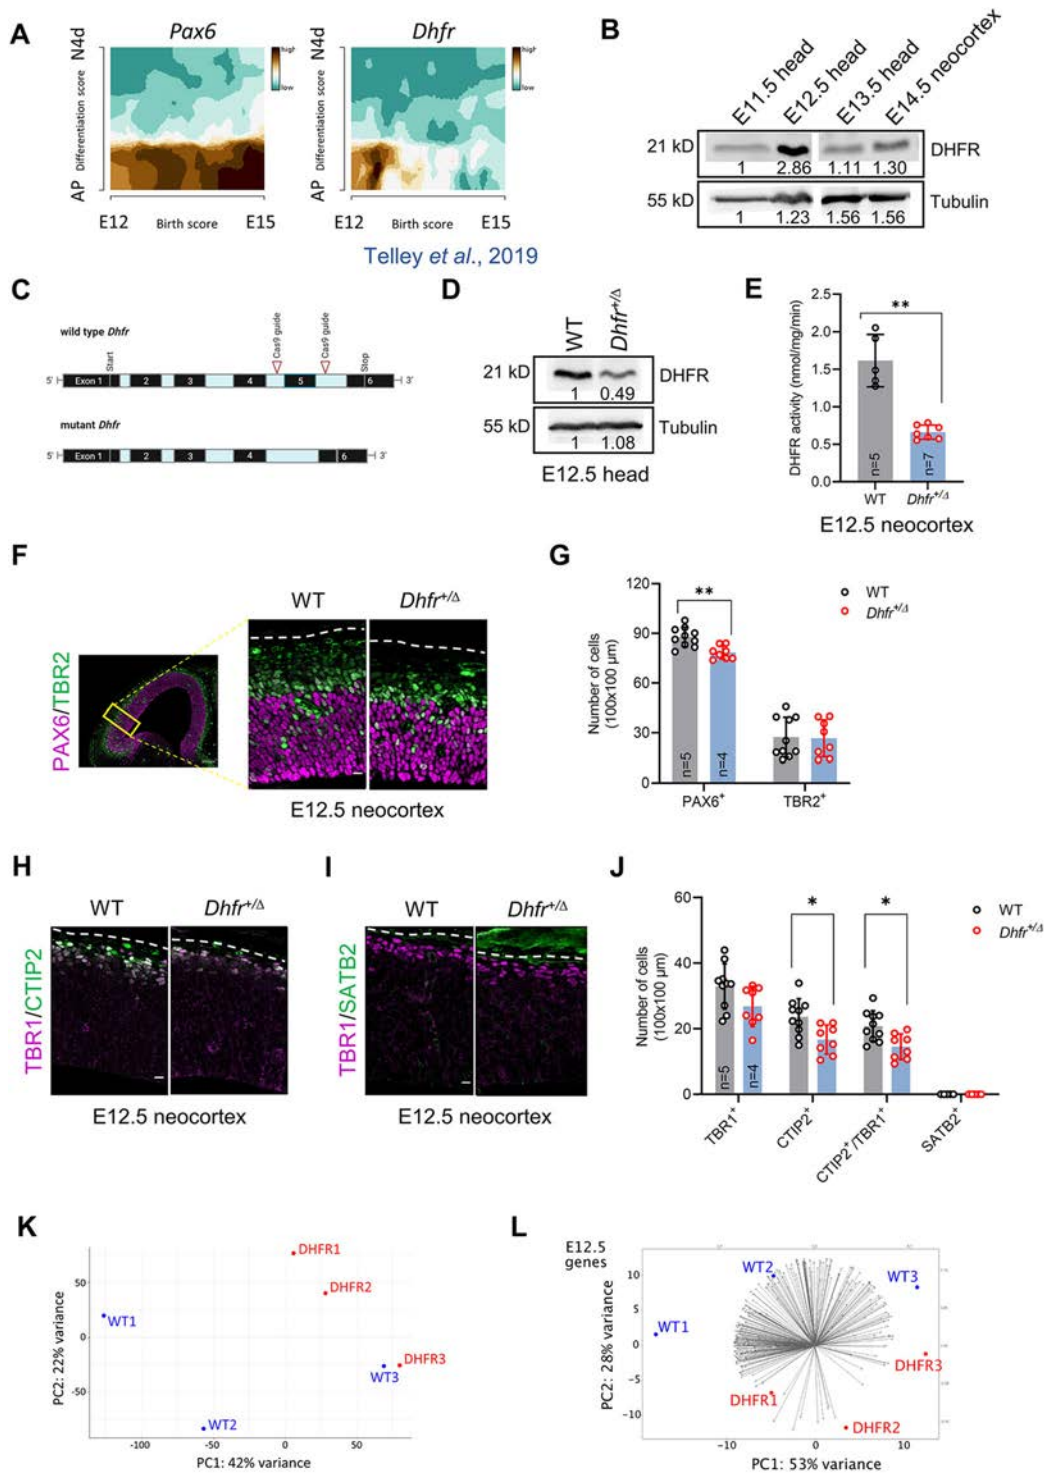 A
Pax6
Dhfr
N4d
Differentiation score
AP
high
low
N4d
Differentiation score
AP
high
low
E12
Birth score
E15
E12
Birth score
E15
Telley et al., 2019
B
E11.5 head
E12.5 head
E13.5 head
E14.5 neocortex
21 kD
DHFR
1 2.86 1.11 1.30
55 kD
Tubulin
1 1.23 1.56 1.56
C
wild type Dhfr
Start
Cas9 guide
Cas9 guide
Stop
5' Exon 1 2 3 4 5 6 3'
mutant Dhfr
5' Exon 1 2 3 4 6 3'
D
WT
Dhfr+/Δ
21 kD
DHFR
1 0.49
55 kD
Tubulin
1 1.08
E12.5 head
E
DHFR activity (nmol/mg/min)
2.5
2.0
1.5
1.0
0.5
0.0
**
n=5
n=7
WT
Dhfr+/Δ
E12.5 neocortex
F
PAX6/TBR2
WT
Dhfr+/Δ
E12.5 neocortex
G
Number of cells
(100x100 µm)
120
90
60
30
0
**
n=5
n=4
PAX6+
TBR2+
WT
Dhfr+/Δ
H
TBR1/CTIP2
WT
Dhfr+/Δ
E12.5 neocortex
I
TBR1/SATB2
WT
Dhfr+/Δ
E12.5 neocortex
J
Number of cells
(100x100 µm)
60
40
20
0
*
*
n=5
n=4
TBR1+
CTIP2+
CTIP2+/TBR1+
SATB2+
WT
Dhfr+/Δ
K
PC2: 22% variance
50
0
-50
DHFR1
DHFR2
WT1
DHFR3
WT3
WT2
-100
-50
0
50
PC1: 42% variance
L
E12.5
genes
PC2: 28% variance
10
5
0
−5
−10
WT2
WT3
WT1
DHFR3
DHFR1
DHFR2
−10
0
10
PC1: 53% variance